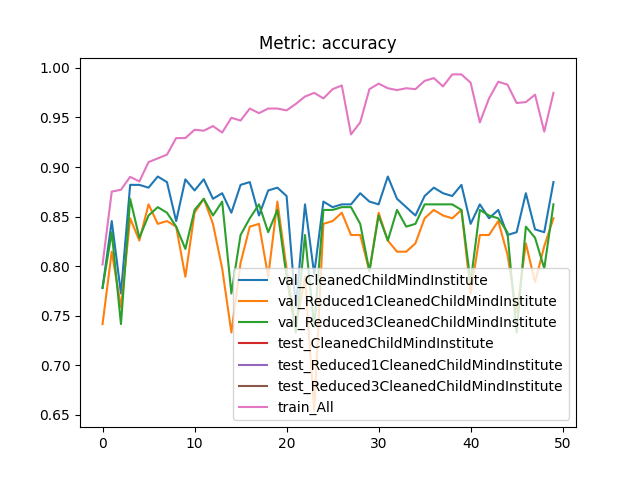 Metric: accuracy
1.00
0.95
0.90
0.85
0.80
0.75
0.70
0.65
0 10 20 30 40 50
val_CleanedChildMindInstitute
val_Reduced1CleanedChildMindInstitute
val_Reduced3CleanedChildMindInstitute
test_CleanedChildMindInstitute
test_Reduced1CleanedChildMindInstitute
test_Reduced3CleanedChildMindInstitute
train_All